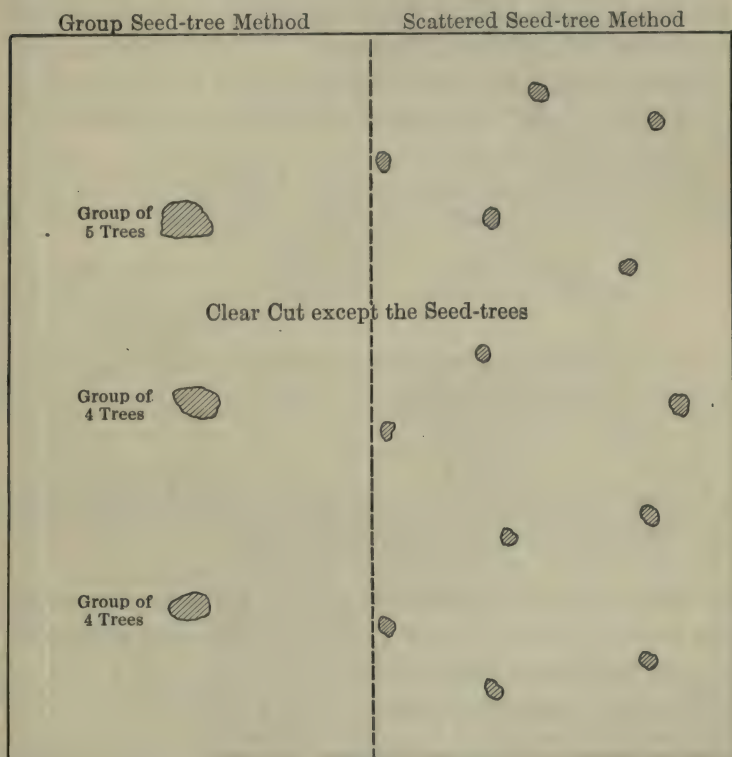 Group Seed-tree Method
Scattered Seed-tree Method
Group of
5 Trees
Clear Cut except the Seed-trees
Group of
4 Trees
Group of
4 Trees